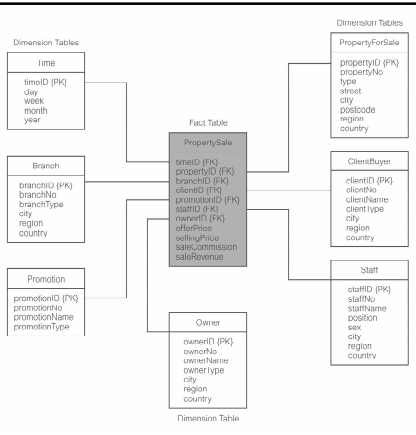 Dimension Tables
Time
timeID {PK}
day
week
month
year
Branch
branchID {PK}
branchNo
branchType
city
region
country
Promotion
promotionID {PK}
promotionNo
promotionName
promotionType
Fact Table
PropertySale
timeID {FK}
propertyID {FK}
branchID {FK}
clientID {FK}
promotionID {FK}
staffID {FK}
ownerID {FK}
offerPrice
sellingPrice
saleCommission
saleRevenue
Owner
ownerID {PK}
ownerNo
ownerName
ownerType
city
region
country
Dimension Table
Dimension Tables
PropertyForSale
propertyID {PK}
propertyNo
type
street
city
postcode
region
country
ClientBuyer
clientID {PK}
clientNo
clientName
clientType
city
region
country
Staff
staffID {PK}
staffNo
staffName
position
sex
city
region
country